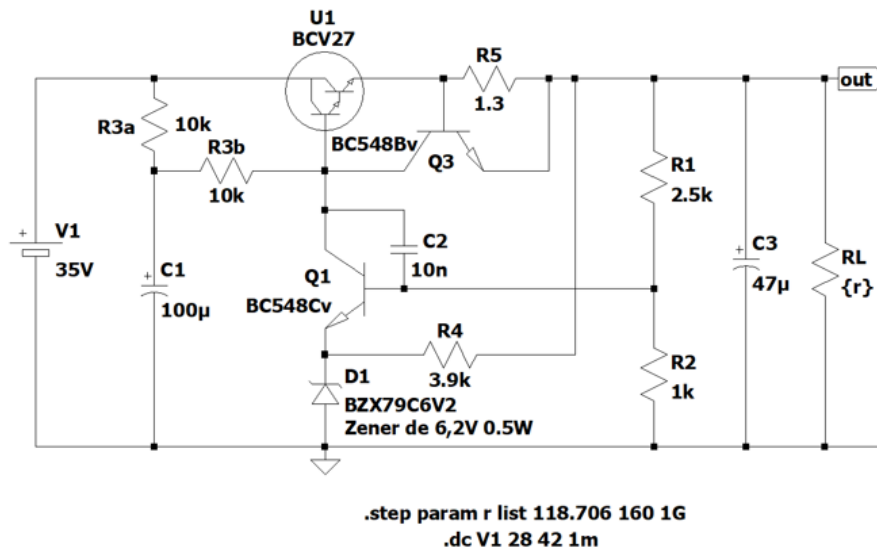 U1
BCV27
R5
1.3
R3a
10k
R3b
10k
BC548Bv
Q3
R1
2.5k
V1
35V
C1
100µ
Q1
BC548Cv
C2
10n
C3
47µ
RL
{r}
out
R4
3.9k
R2
1k
D1
BZX79C6V2
Zener de 6,2V 0.5W
.step param r list 118.706 160 1G
.dc V1 28 42 1m